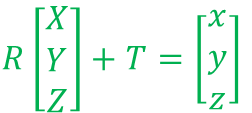 R [X Y Z] + T = [x y z]